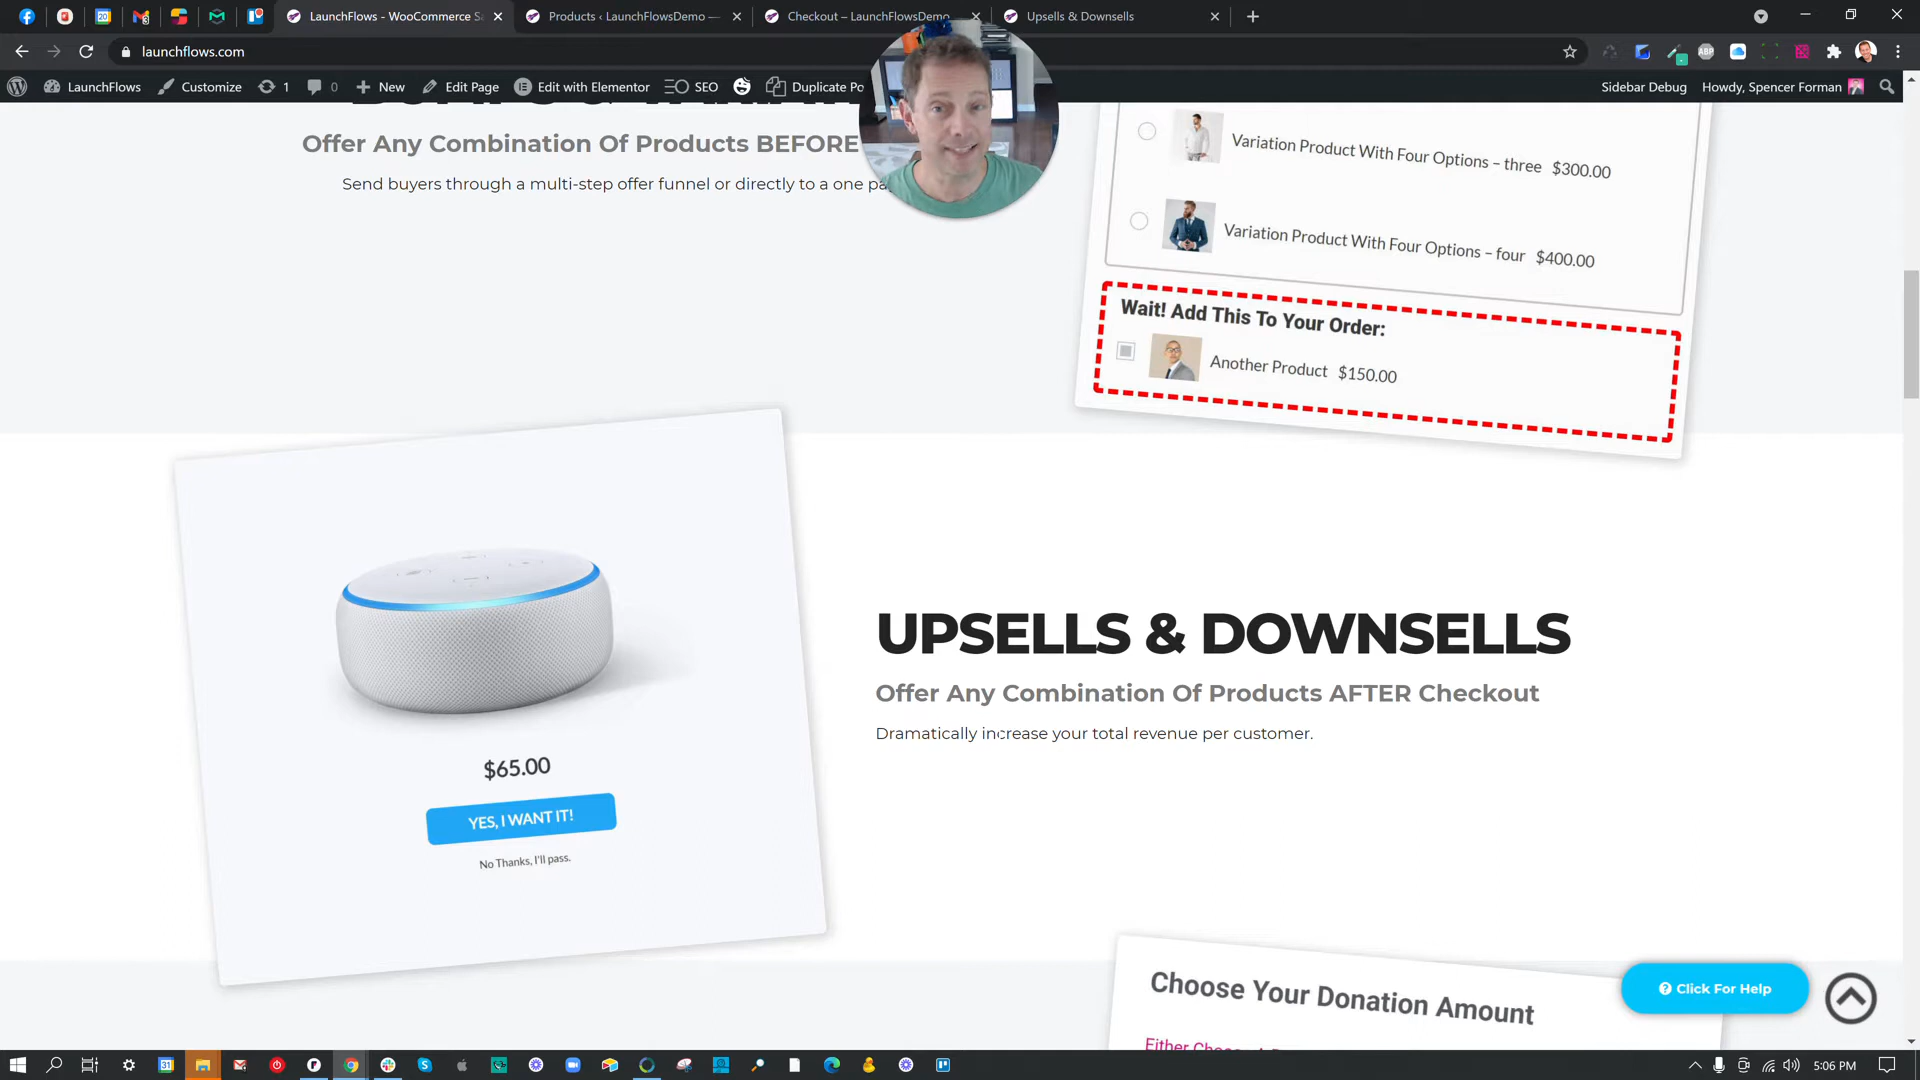 LaunchFlows - WooCommerce Sa
Products ‹ LaunchFlowsDemo —
Checkout – LaunchFlowsDemo
Upsells & Downsells
launchflows.com
LaunchFlows
Customize
1
0
New
Edit Page
Edit with Elementor
SEO
Duplicate Po
Sidebar Debug
Howdy, Spencer Forman
Offer Any Combination Of Products BEFORE
Send buyers through a multi-step offer funnel or directly to a one pa
Variation Product With Four Options – three $300.00
Variation Product With Four Options – four $400.00
Wait! Add This To Your Order:
Another Product $150.00
UPSELLS & DOWNSELLS
Offer Any Combination Of Products AFTER Checkout
Dramatically increase your total revenue per customer.
$65.00
YES, I WANT IT!
No Thanks, I'll pass.
Choose Your Donation Amount
Click For Help
5:06 PM